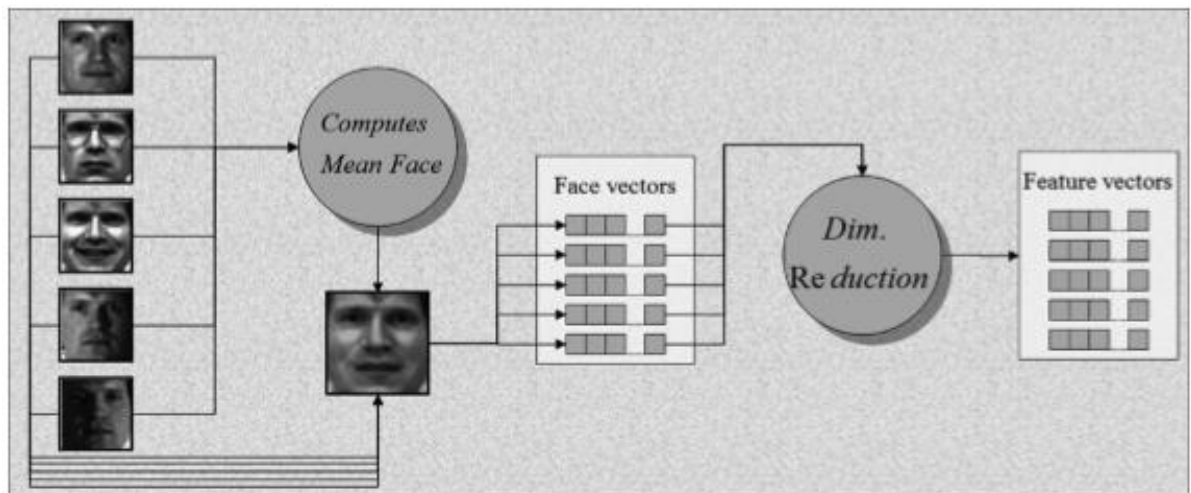 Computes
Mean Face
Face vectors
Dim.
Re duction
Feature vectors